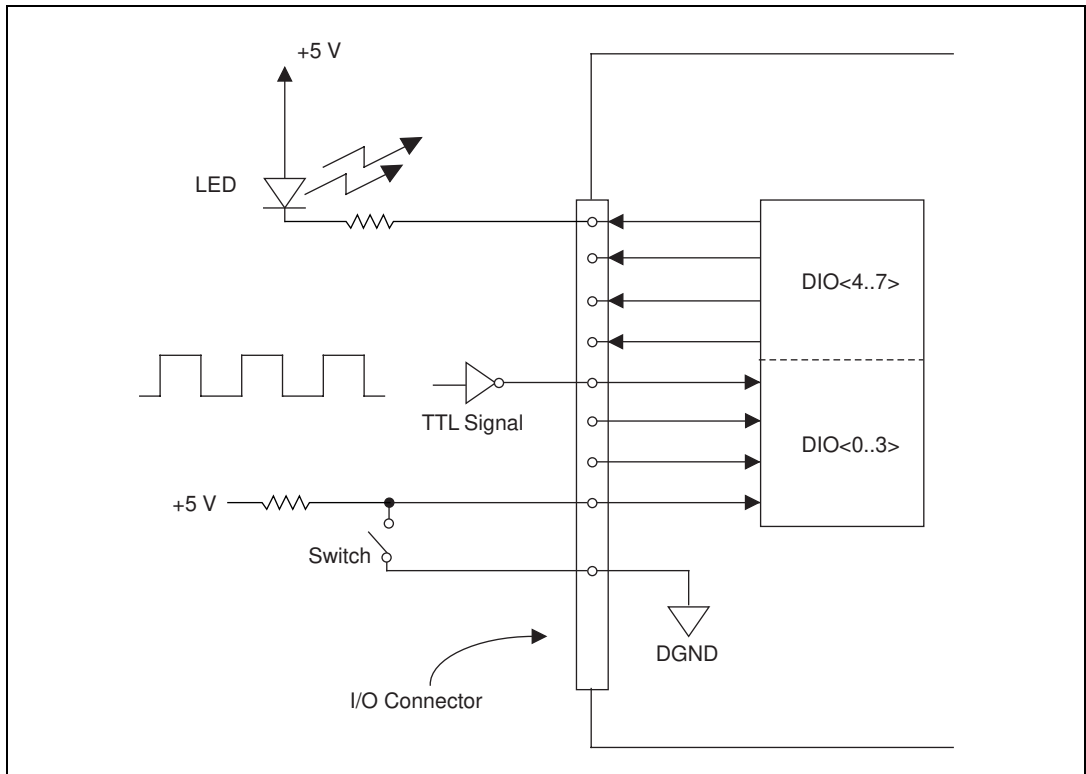 +5 V
LED
DIO<4..7>
TTL Signal
DIO<0..3>
+5 V
Switch
DGND
I/O Connector